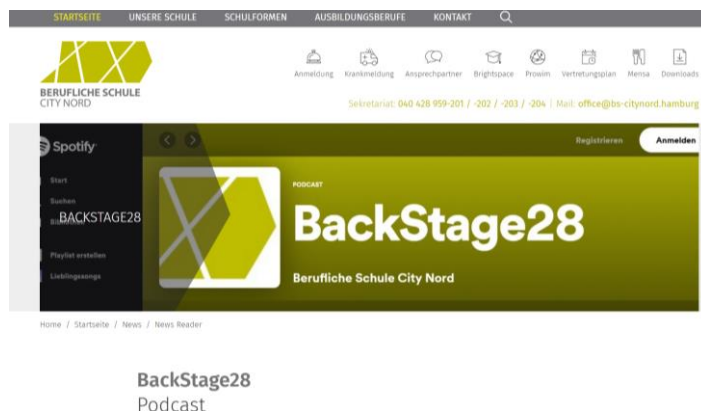 STARTSEITE UNSERE SCHULE SCHULFORMEN AUSBILDUNGSBERUFE KONTAKT
BERUFLICHE SCHULE
CITY NORD
Anmeldung Krankmeldung Ansprechpartner Brightspace Prowim Vertretungsplan Mensa Downloads
Sekretariat: 040 428 959-201 / -202 / -203 / -204 | Mail: office@bs-citynord.hamburg
Spotify
Registrieren
Anmelden
Start
Suchen
BACKSTAGE28
Playlist erstellen
Lieblingssongs
PODCAST
BackStage28
Berufliche Schule City Nord
Home / Startseite / News / News Reader
BackStage28
Podcast